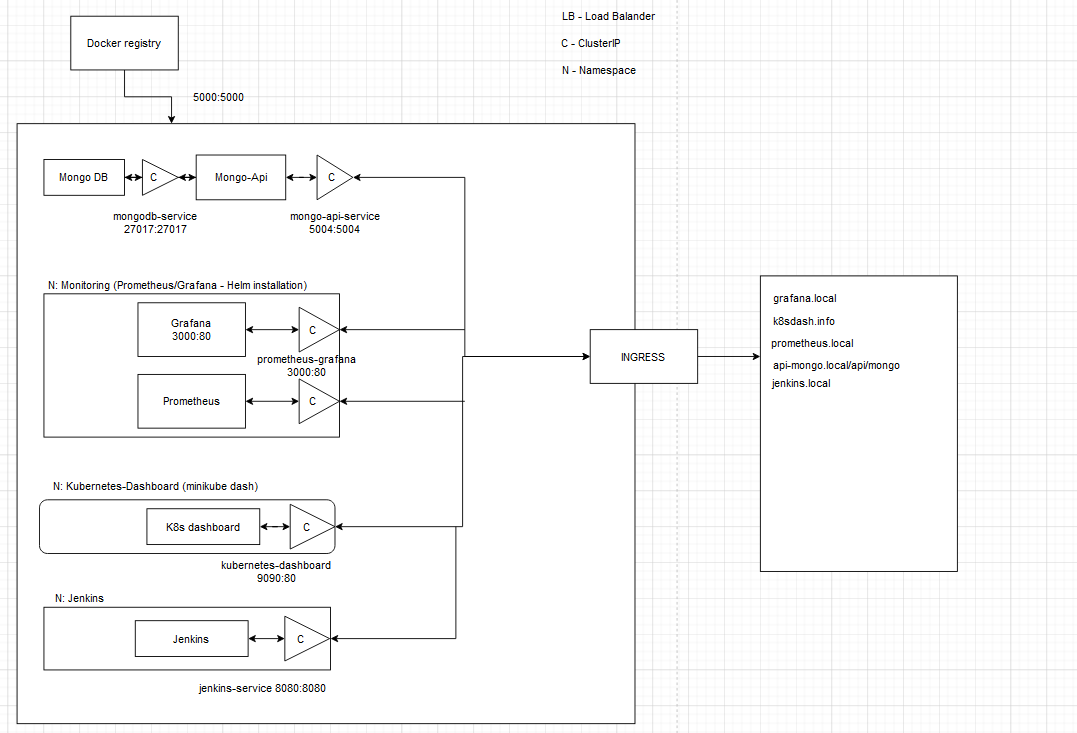 LB - Load Balander
Docker registry
C - ClusterIP
N - Namespace
5000:5000
Mongo DB
C
Mongo-Api
C
mongodb-service
27017:27017
mongo-api-service
5004:5004
N: Monitoring (Prometheus/Grafana - Helm installation)
Grafana
3000:80
C
prometheus-grafana
3000:80
Prometheus
C
INGRESS
grafana.local
k8sdash.info
prometheus.local
api-mongo.local/api/mongo
jenkins.local
N: Kubernetes-Dashboard (minikube dash)
K8s dashboard
C
kubernetes-dashboard
9090:80
N: Jenkins
Jenkins
C
jenkins-service 8080:8080